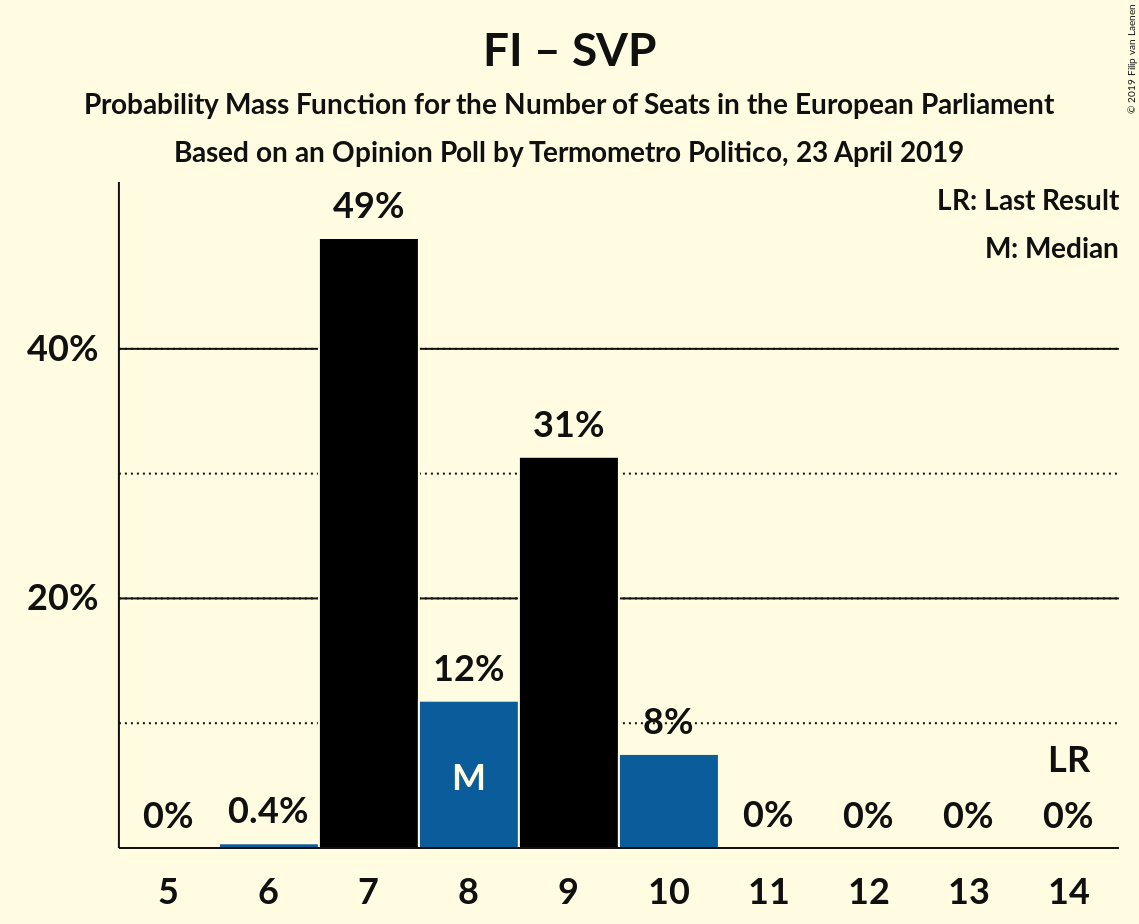 FI – SVP
Probability Mass Function for the Number of Seats in the European Parliament
Based on an Opinion Poll by Termometro Politico, 23 April 2019
© 2019 Filip van Laenen
LR: Last Result
M: Median
40%
20%
0%
0.4%
49%
12%
M
31%
8%
0%
0%
0%
LR
0%
5 6 7 8 9 10 11 12 13 14